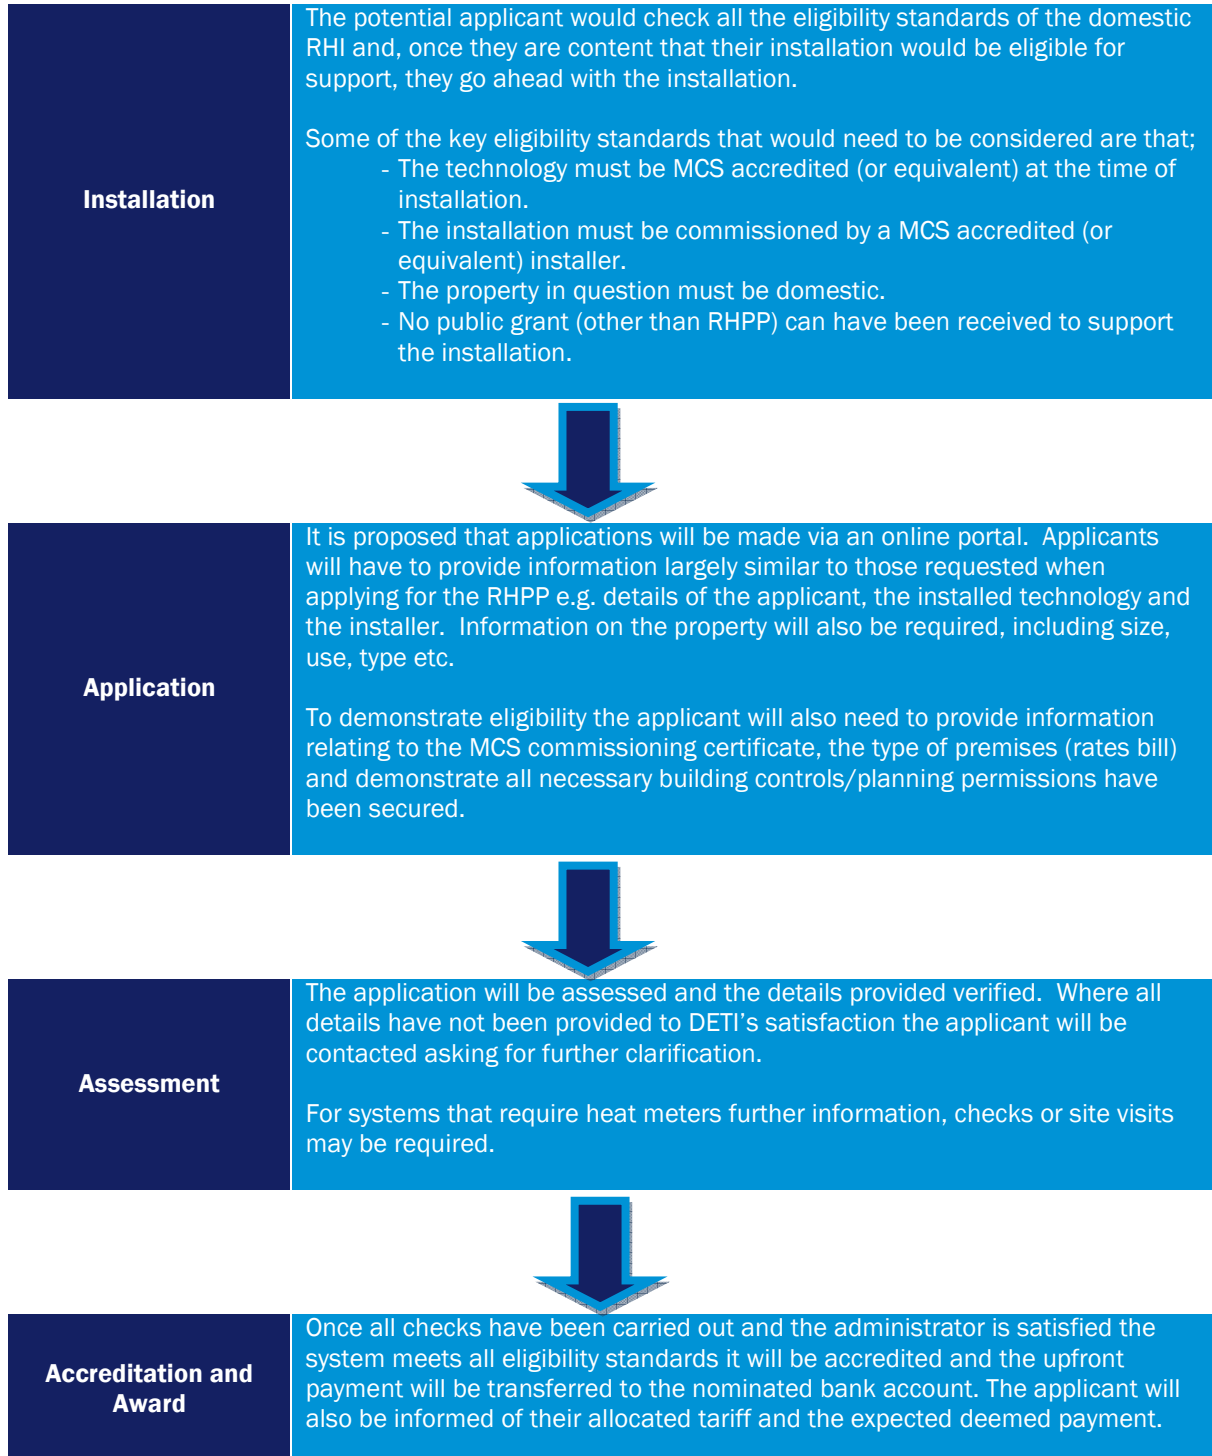 Installation
The potential applicant would check all the eligibility standards of the domestic
RHI and, once they are content that their installation would be eligible for
support, they go ahead with the installation.
Some of the key eligibility standards that would need to be considered are that;
- The technology must be MCS accredited (or equivalent) at the time of
installation.
- The installation must be commissioned by a MCS accredited (or
equivalent) installer.
- The property in question must be domestic.
- No public grant (other than RHPP) can have been received to support
the installation.
Application
It is proposed that applications will be made via an online portal.  Applicants
will have to provide information largely similar to those requested when
applying for the RHPP e.g. details of the applicant, the installed technology and
the installer.  Information on the property will also be required, including size,
use, type etc.
To demonstrate eligibility the applicant will also need to provide information
relating to the MCS commissioning certificate, the type of premises (rates bill)
and demonstrate all necessary building controls/planning permissions have
been secured.
Assessment
The application will be assessed and the details provided verified.  Where all
details have not been provided to DETI’s satisfaction the applicant will be
contacted asking for further clarification.
For systems that require heat meters further information, checks or site visits
may be required.
Accreditation and
Award
Once all checks have been carried out and the administrator is satisfied the
system meets all eligibility standards it will be accredited and the upfront
payment will be transferred to the nominated bank account. The applicant will
also be informed of their allocated tariff and the expected deemed payment.